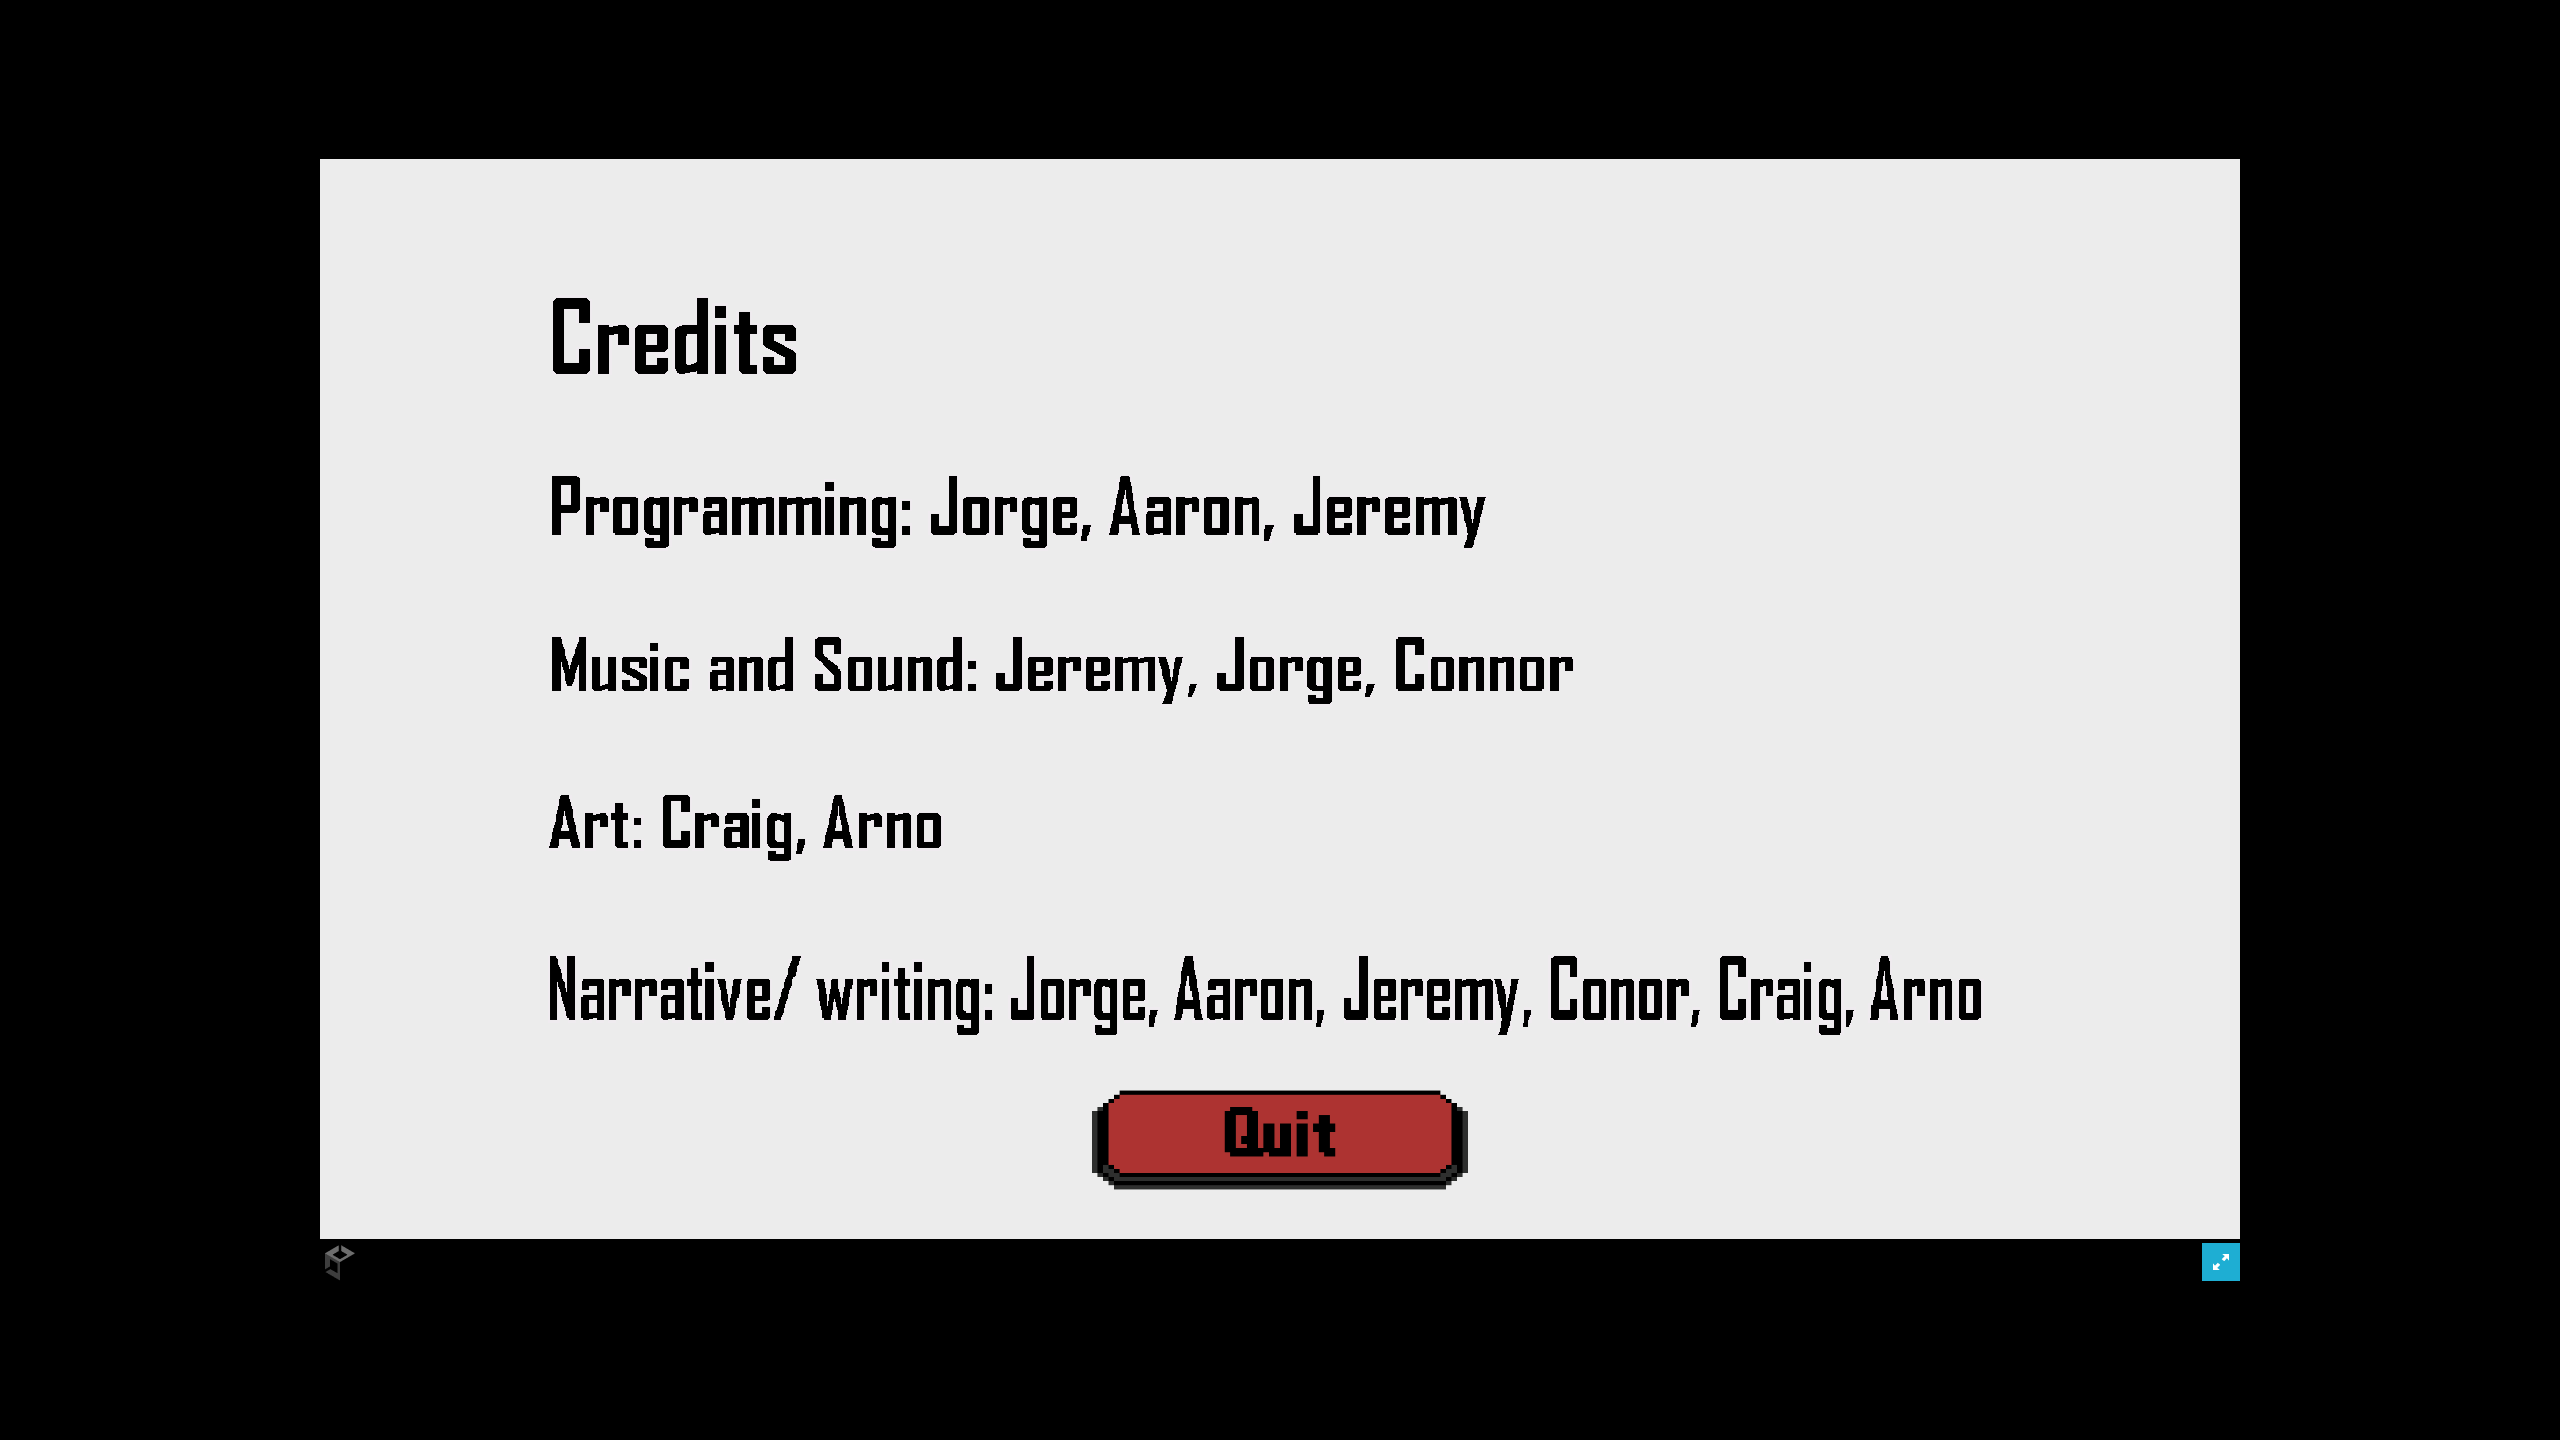 Credits
Programming: Jorge, Aaron, Jeremy
Music and Sound: Jeremy, Jorge, Connor
Art: Craig, Arno
Narrative/ writing: Jorge, Aaron, Jeremy, Conor, Craig, Arno
Quit